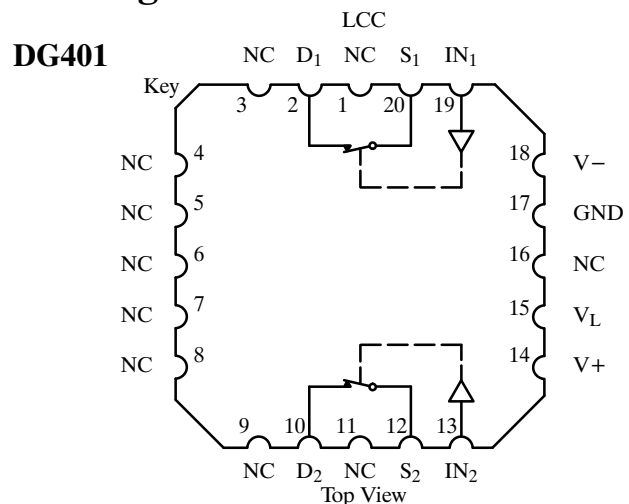 LCC
DG401
NC D1 NC S1 IN1
Key
3 2 1 20 19
NC 4 18 V−
NC 5 17 GND
NC 6 16 NC
NC 7 15 VL
NC 8 14 V+
9 10 11 12 13
NC D2 NC S2 IN2
Top View